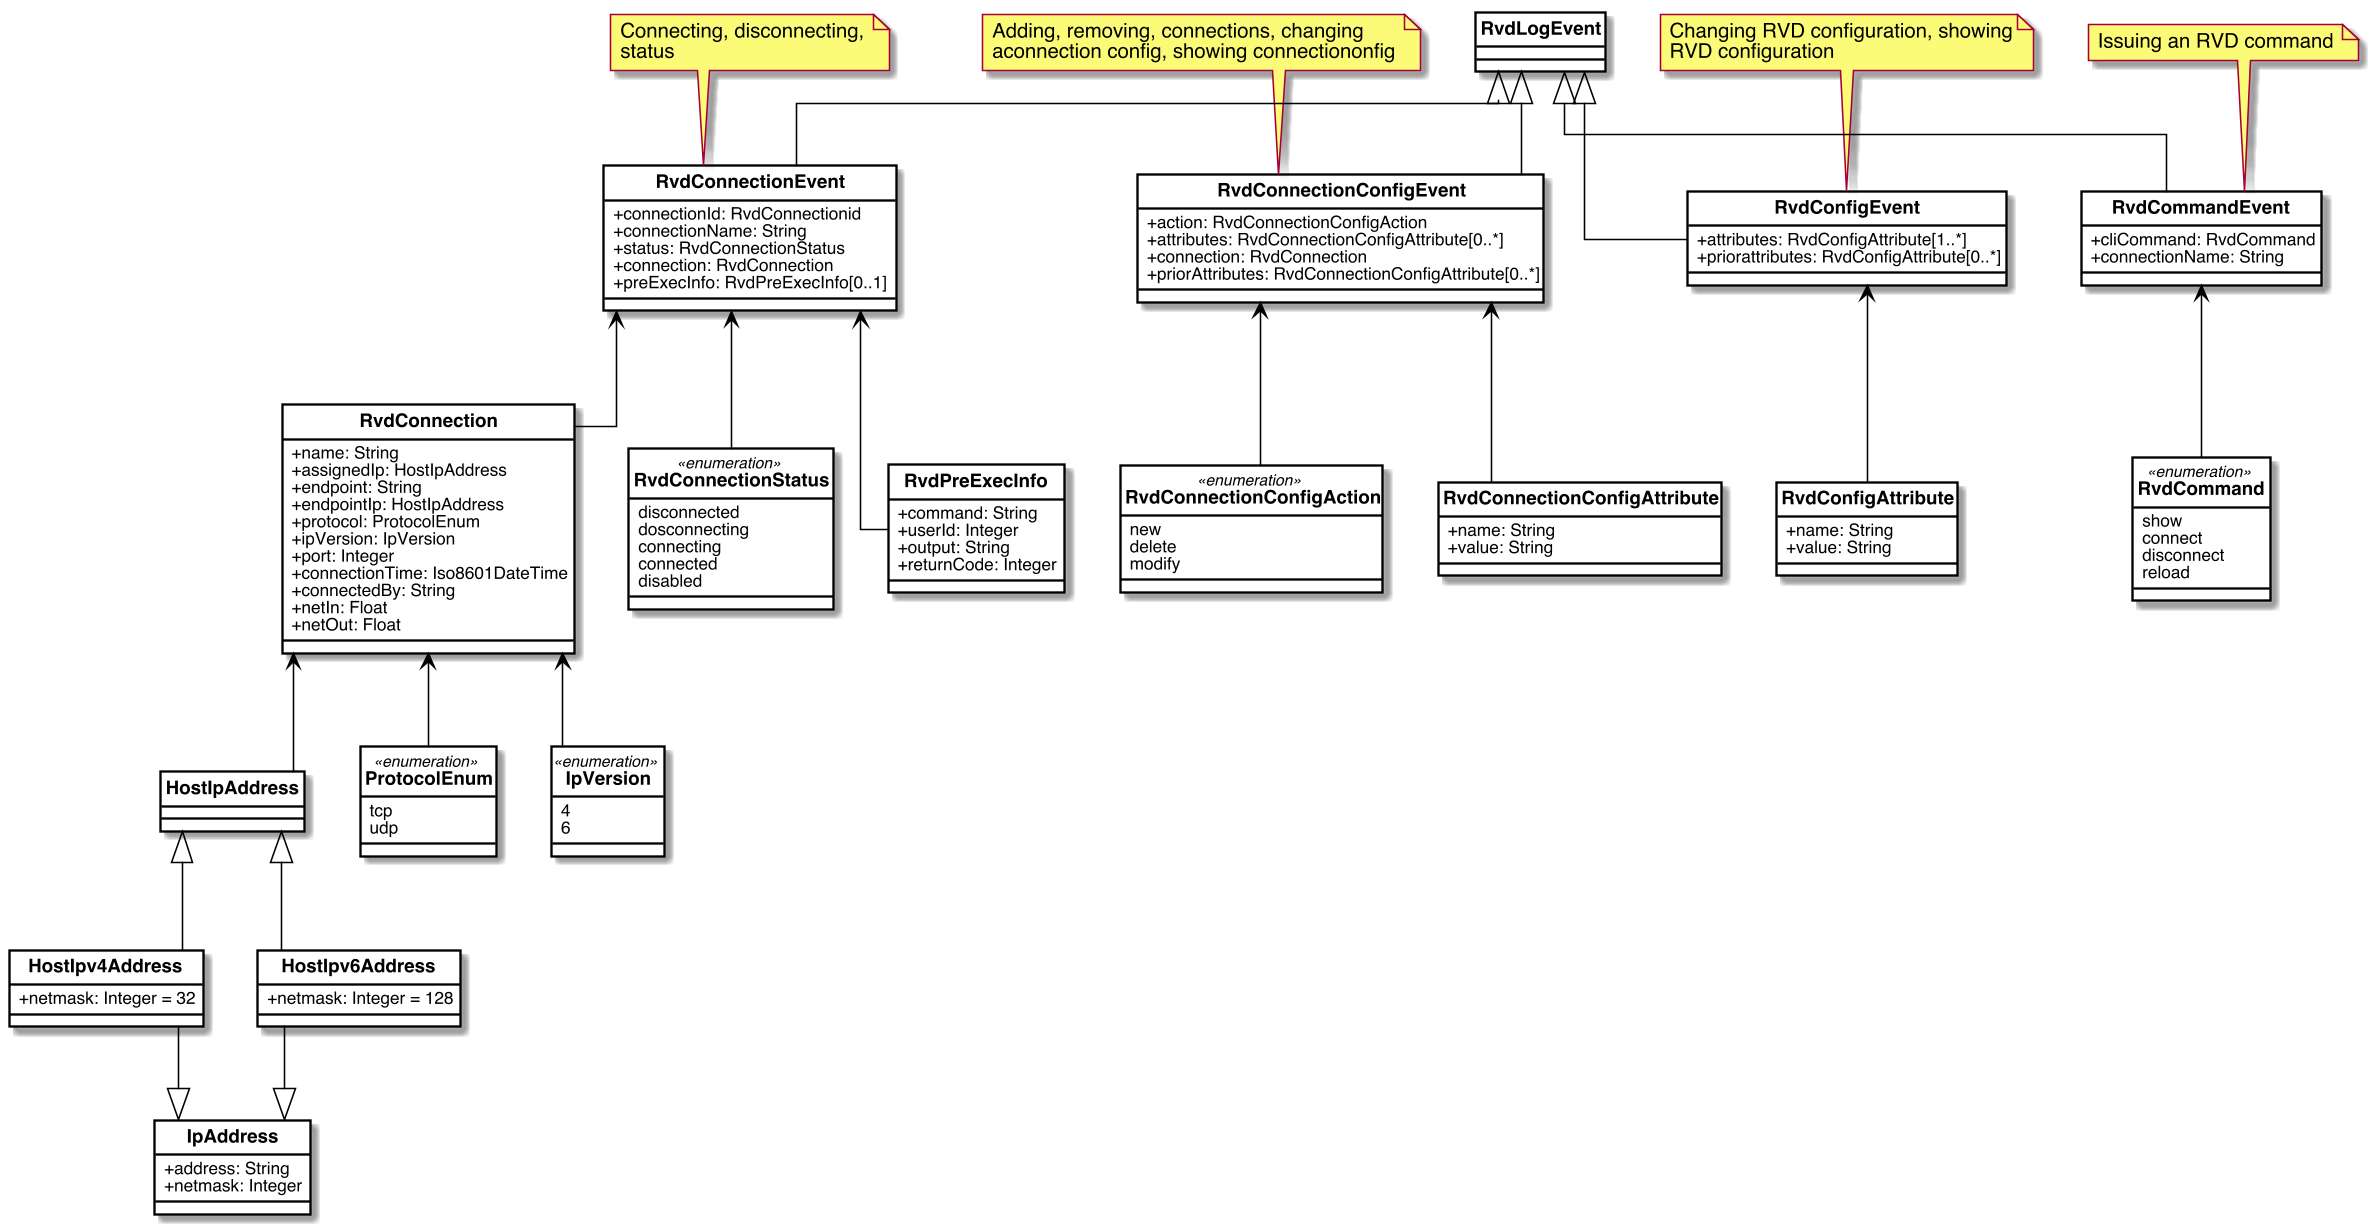 Connecting, disconnecting,
status
Adding, removing, connections, changing
aconnection config, showing connectiononfig
RvdLogEvent
Changing RVD configuration, showing
RVD configuration
Issuing an RVD command
RvdConnectionEvent
+connectionId: RvdConnectionid
+connectionName: String
+status: RvdConnectionStatus
+connection: RvdConnection
+preExecInfo: RvdPreExecInfo[0..1]
RvdConnectionConfigEvent
+action: RvdConnectionConfigAction
+attributes: RvdConnectionConfigAttribute[0..*]
+connection: RvdConnection
+priorAttributes: RvdConnectionConfigAttribute[0..*]
RvdConfigEvent
+attributes: RvdConfigAttribute[1..*]
+priorattributes: RvdConfigAttribute[0..*]
RvdCommandEvent
+cliCommand: RvdCommand
+connectionName: String
RvdConnection
+name: String
+assignedIp: HostIpAddress
+endpoint: String
+endpointIp: HostIpAddress
+protocol: ProtocolEnum
+ipVersion: IpVersion
+port: Integer
+connectionTime: Iso8601DateTime
+connectedBy: String
+netIn: Float
+netOut: Float
«enumeration»
RvdConnectionStatus
disconnected
dosconnecting
connecting
connected
disabled
RvdPreExecInfo
+command: String
+userId: Integer
+output: String
+returnCode: Integer
«enumeration»
RvdConnectionConfigAction
new
delete
modify
RvdConnectionConfigAttribute
+name: String
+value: String
RvdConfigAttribute
+name: String
+value: String
«enumeration»
RvdCommand
show
connect
disconnect
reload
HostIpAddress
«enumeration»
ProtocolEnum
tcp
udp
«enumeration»
IpVersion
4
6
HostIpv4Address
+netmask: Integer = 32
HostIpv6Address
+netmask: Integer = 128
IpAddress
+address: String
+netmask: Integer